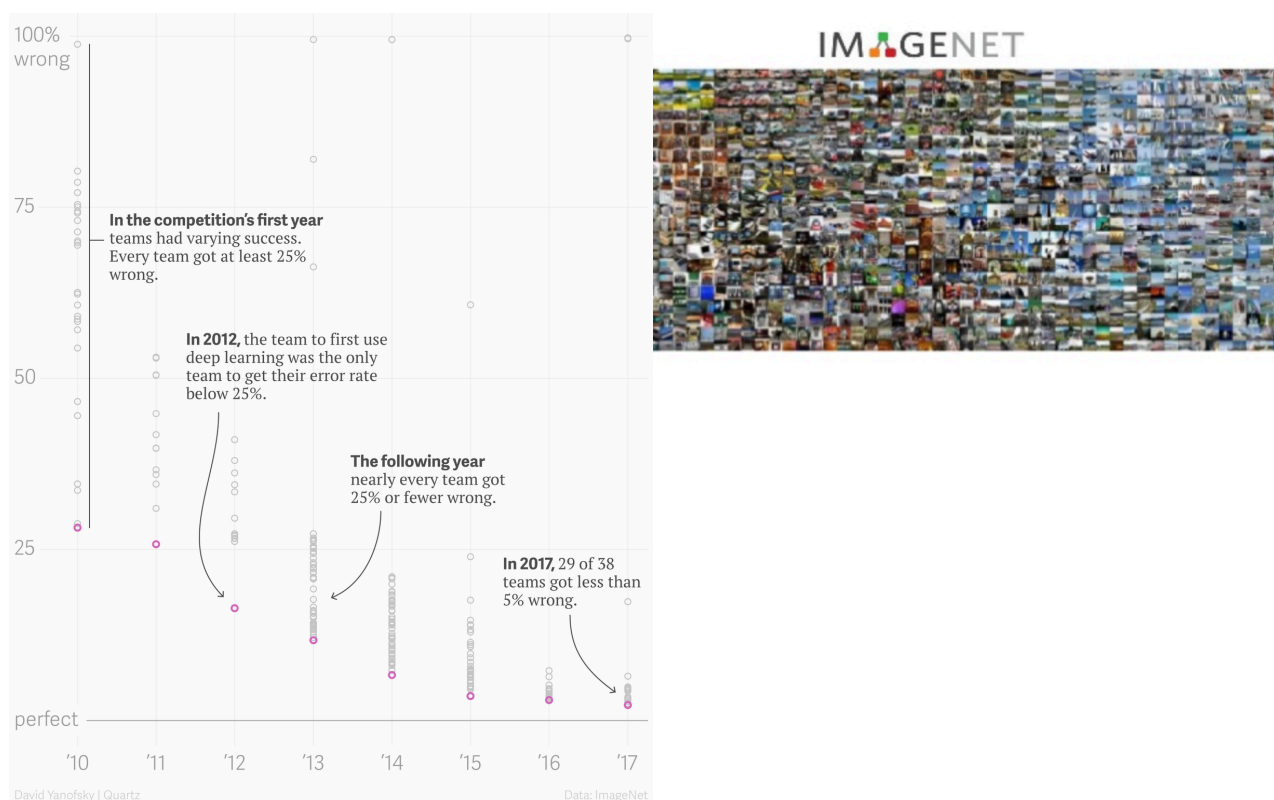 100%
wrong
75
50
25
perfect
In the competition's first year
teams had varying success.
Every team got at least 25%
wrong.
In 2012, the team to first use
deep learning was the only
team to get their error rate
below 25%.
The following year
nearly every team got
25% or fewer wrong.
In 2017, 29 of 38
teams got less than
5% wrong.
'10 '11 '12 '13 '14 '15 '16 '17
David Yanofsky | Quartz
Data: ImageNet
IMAGENET